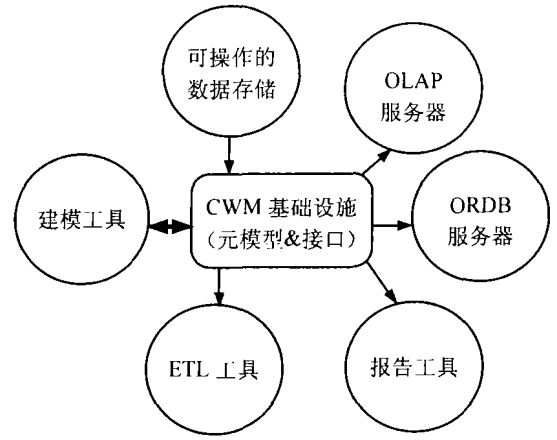 可操作的
数据存储
OLAP
服务器
建模工具
CWM 基础设施
（元模型&接口）
ORDB
服务器
ETL 工具
报告工具